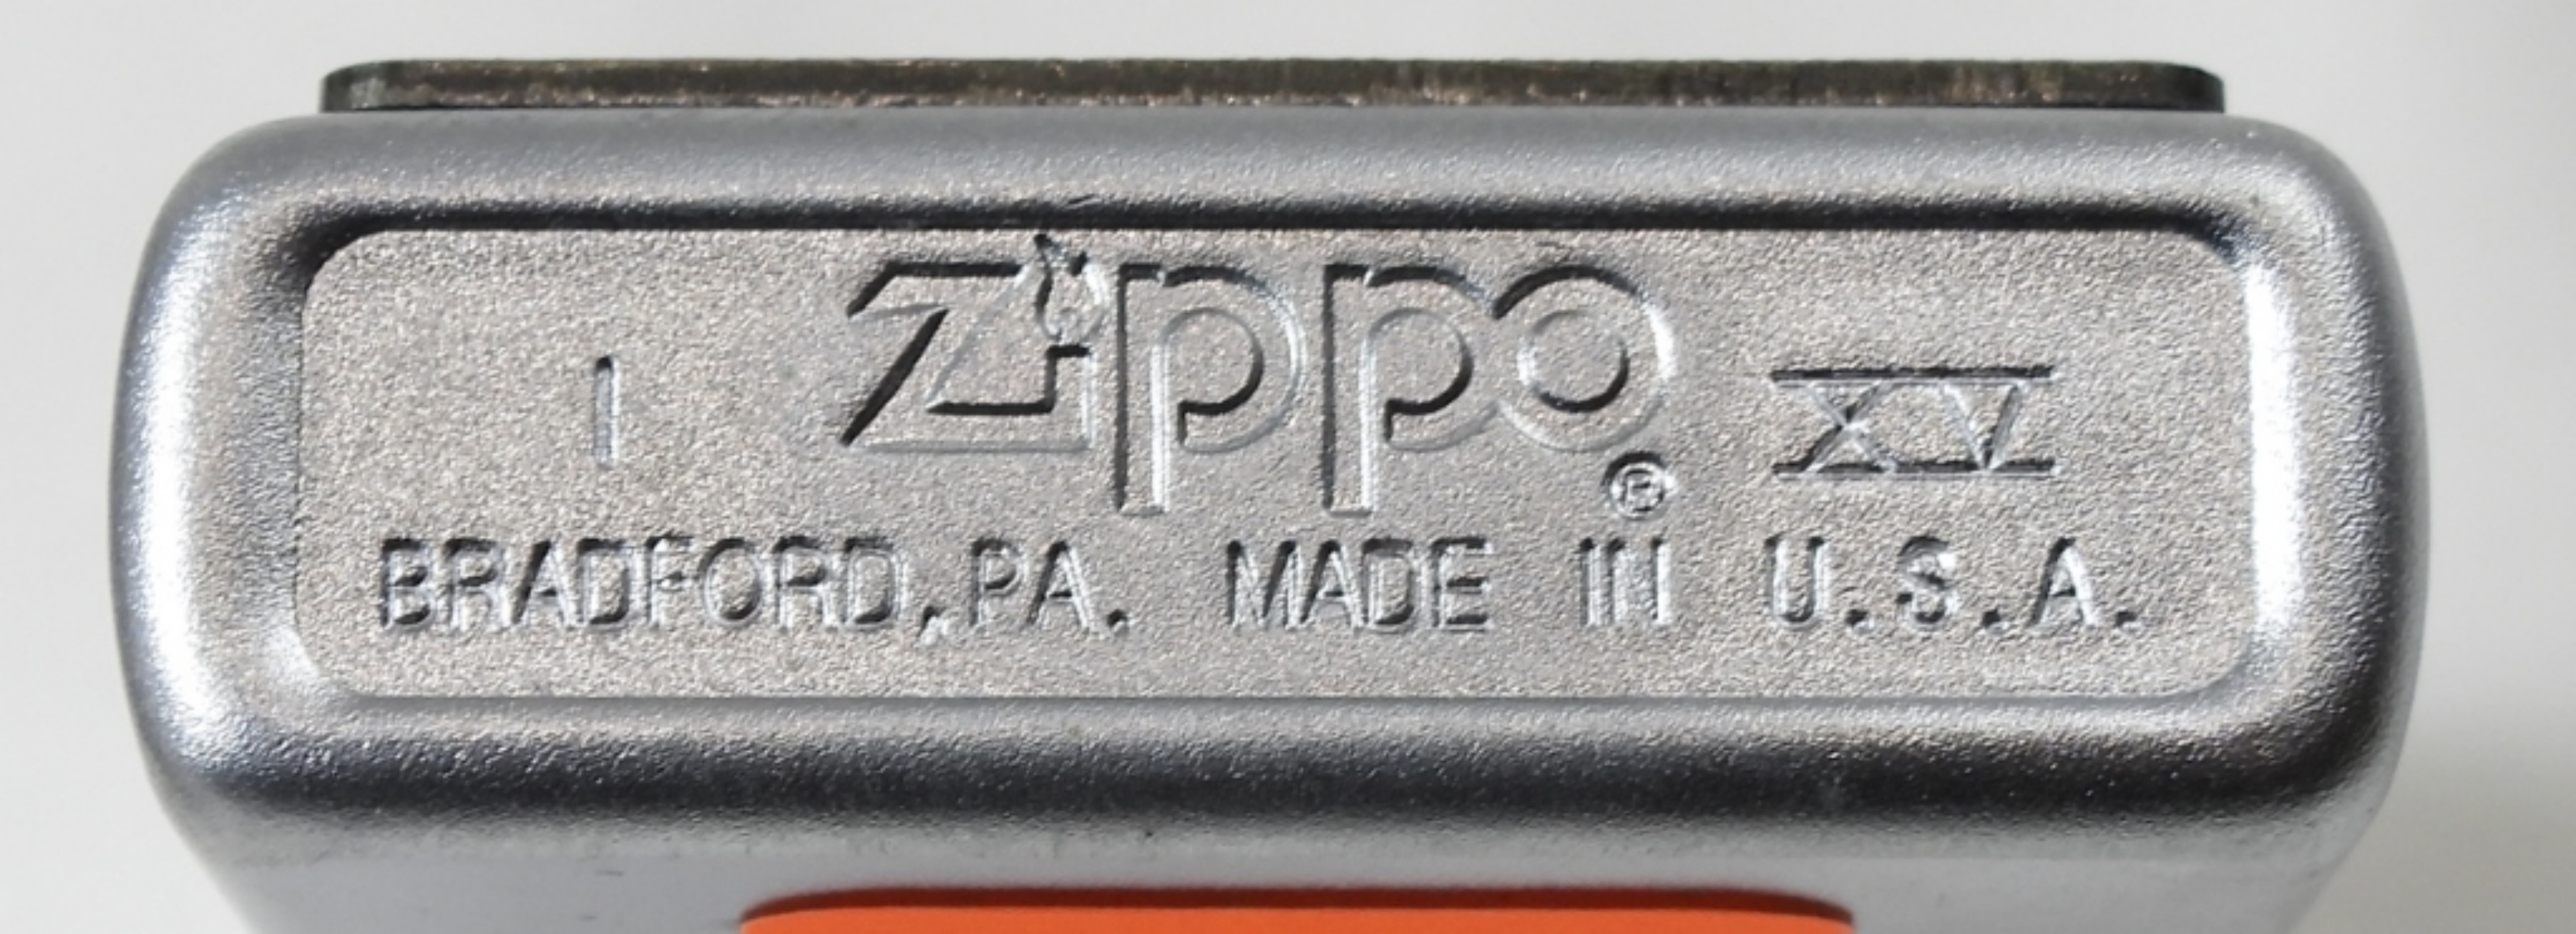 I Zippo ® XV
BRADFORD, PA. MADE IN U.S.A.